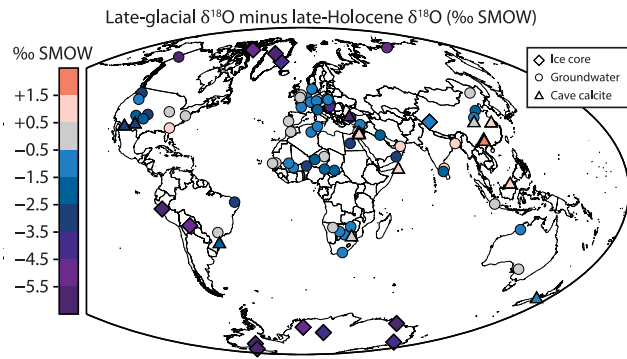 Late-glacial δ¹⁸O minus late-Holocene δ¹⁸O (‰ SMOW)
‰ SMOW
+1.5
+0.5
−0.5
−1.5
−2.5
−3.5
−4.5
−5.5
Ice core
Groundwater
Cave calcite